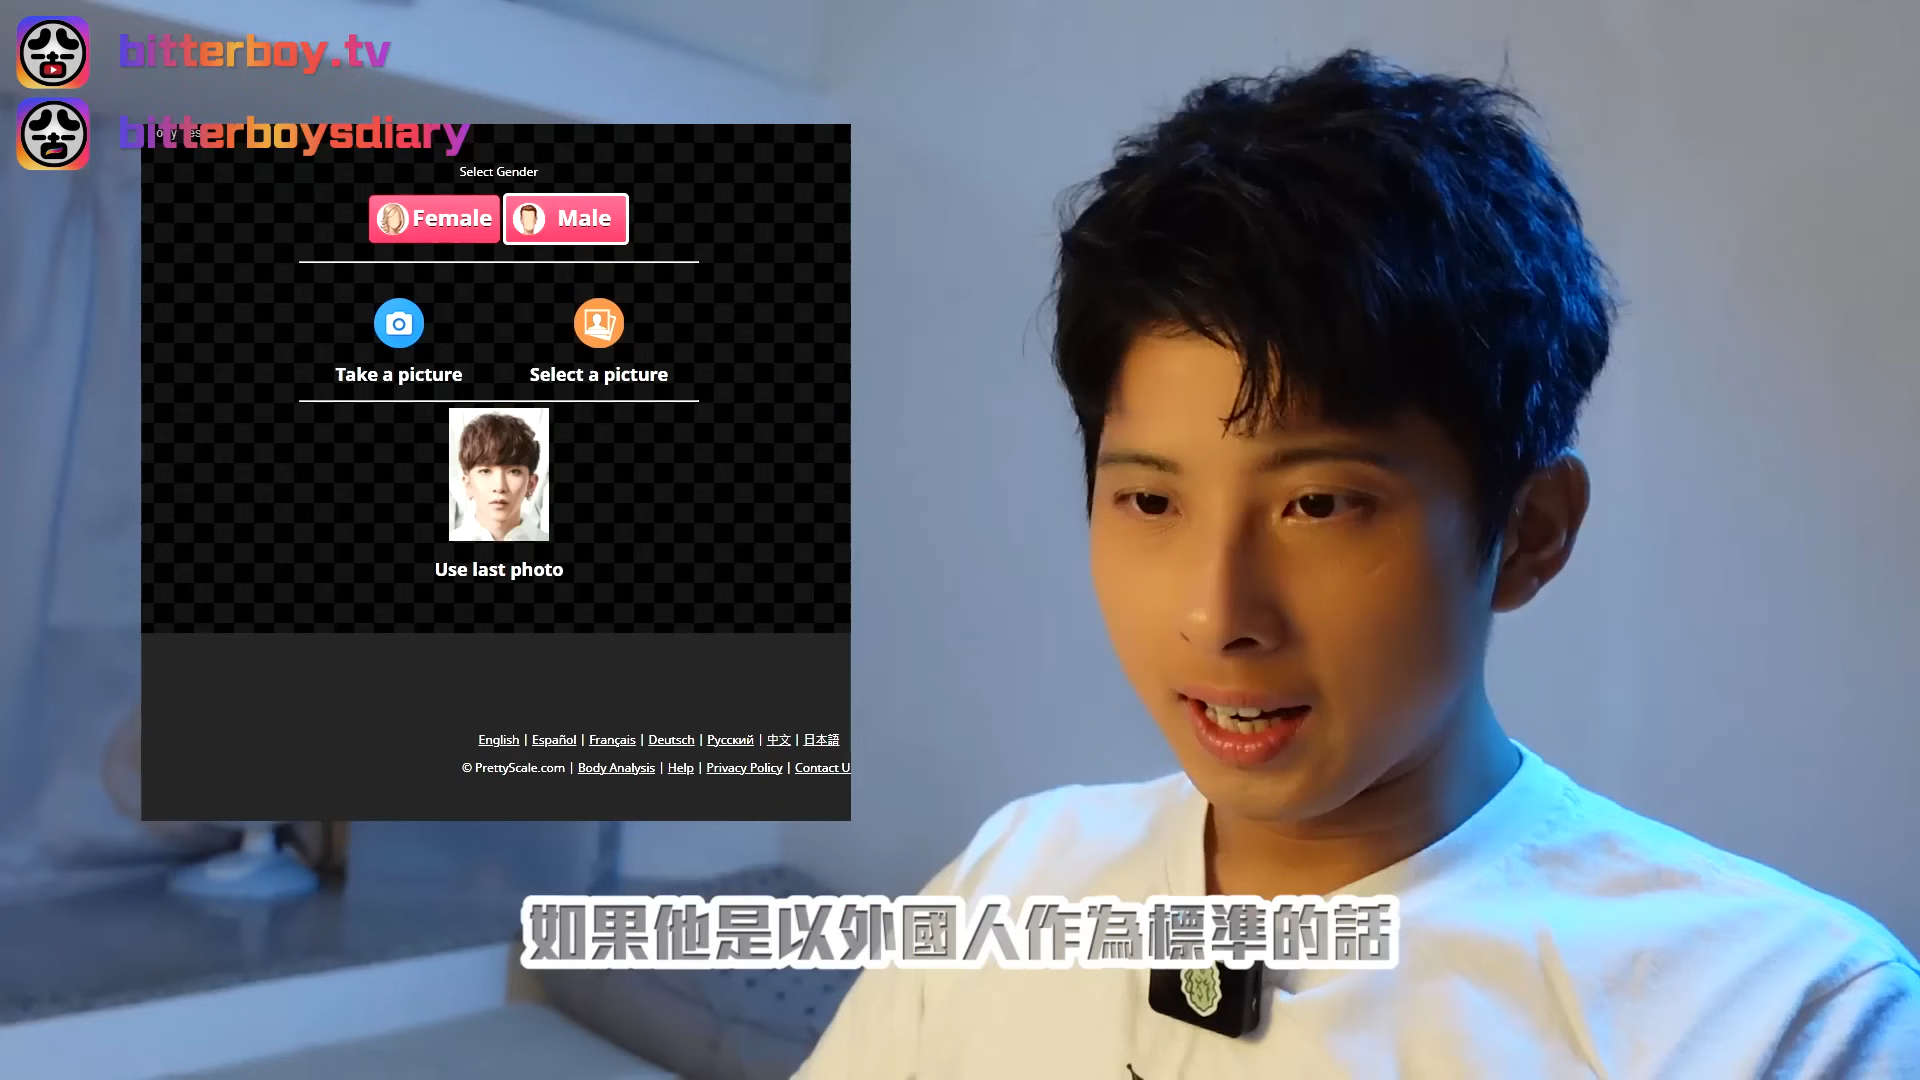 bitterboy.tv
bitterboysdiary
Select Gender
Female
Male
Take a picture
Select a picture
Use last photo
English | Español | Français | Deutsch | Русский | 中文 | 日本語
© PrettyScale.com | Body Analysis | Help | Privacy Policy | Contact U
如果他是以外國人作為標準的話